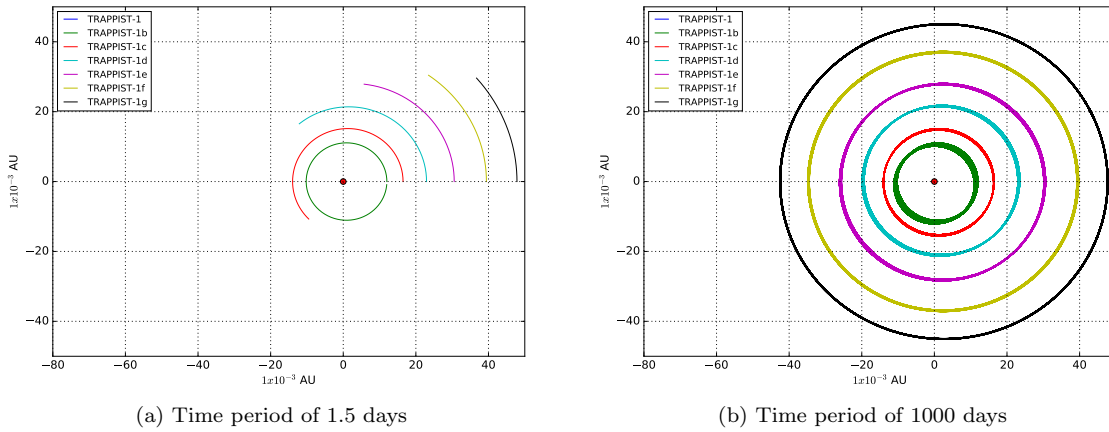 40
20
0
−20
−40
1x10⁻³ AU
TRAPPIST-1
TRAPPIST-1b
TRAPPIST-1c
TRAPPIST-1d
TRAPPIST-1e
TRAPPIST-1f
TRAPPIST-1g
−80 −60 −40 −20 0 20 40
1x10⁻³ AU
(a) Time period of 1.5 days
40
20
0
−20
−40
1x10⁻³ AU
TRAPPIST-1
TRAPPIST-1b
TRAPPIST-1c
TRAPPIST-1d
TRAPPIST-1e
TRAPPIST-1f
TRAPPIST-1g
−80 −60 −40 −20 0 20 40
1x10⁻³ AU
(b) Time period of 1000 days